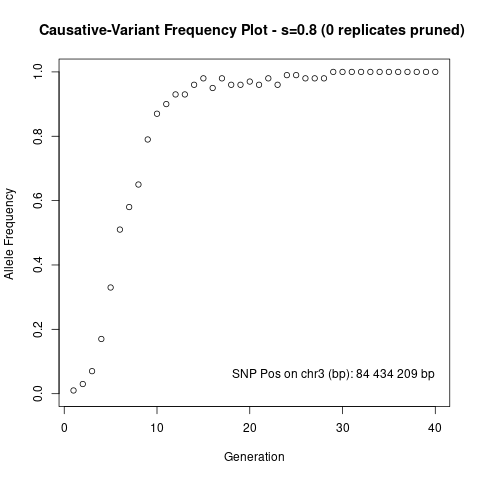 Causative-Variant Frequency Plot - s=0.8 (0 replicates pruned)
Allele Frequency
1.0
0.8
0.6
0.4
0.2
0.0
SNP Pos on chr3 (bp): 84 434 209 bp
0 10 20 30 40
Generation